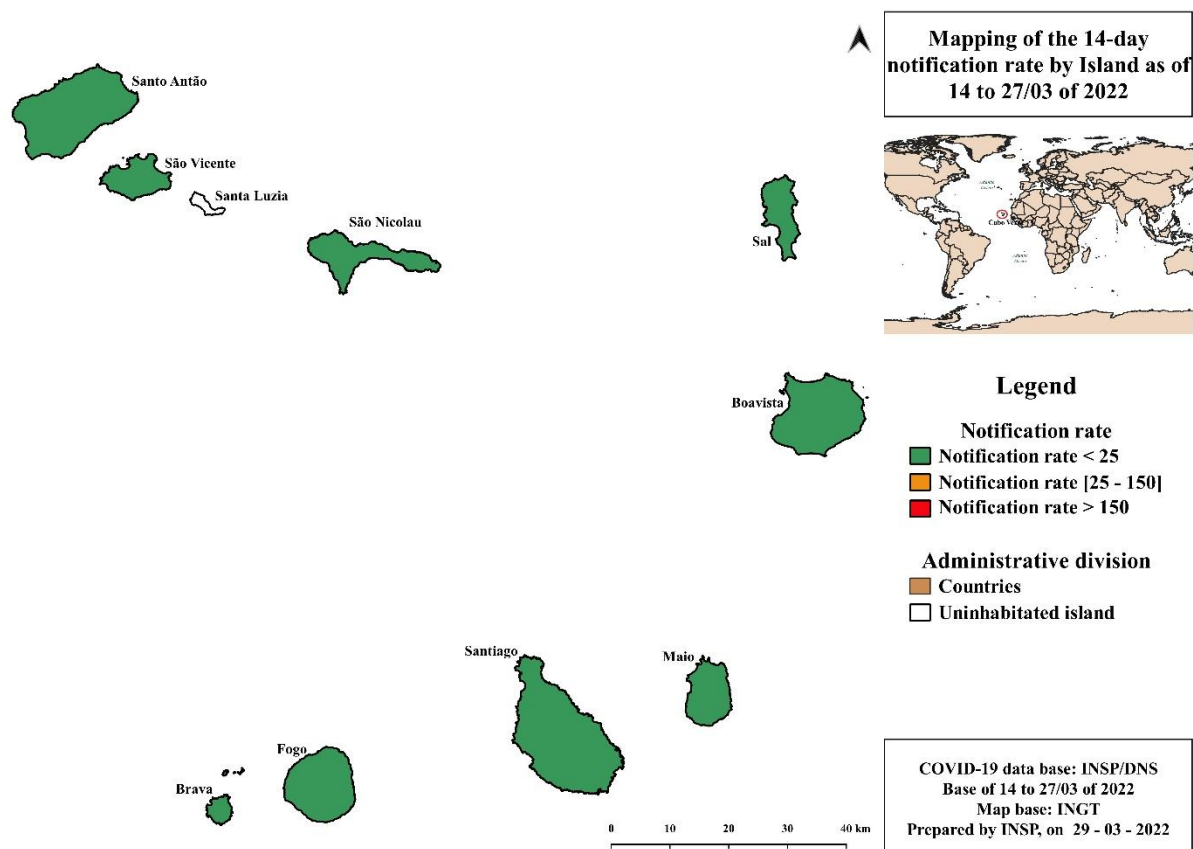 Mapping of the 14-day
notification rate by Island as of
14 to 27/03 of 2022
Santo Antão
São Vicente
Santa Luzia
São Nicolau
Sal
Boavista
Legend
Notification rate
Notification rate < 25
Notification rate [25 - 150]
Notification rate > 150
Administrative division
Countries
Uninhabitated island
Santiago
Maio
Fogo
Brava
0 10 20 30 40 km
COVID-19 data base: INSP/DNS
Base of 14 to 27/03 of 2022
Map base: INGT
Prepared by INSP, on 29 - 03 - 2022